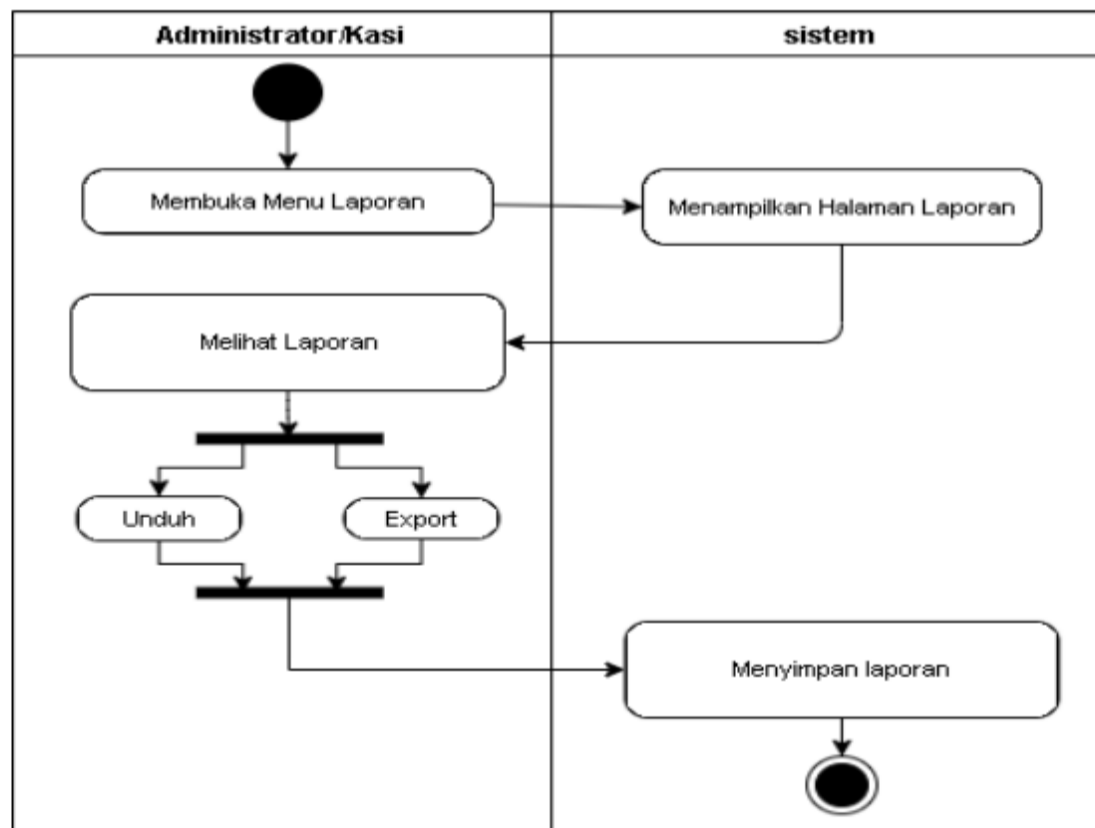 Administrator/Kasi
sistem
Membuka Menu Laporan
Menampilkan Halaman Laporan
Melihat Laporan
Unduh
Export
Menyimpan laporan